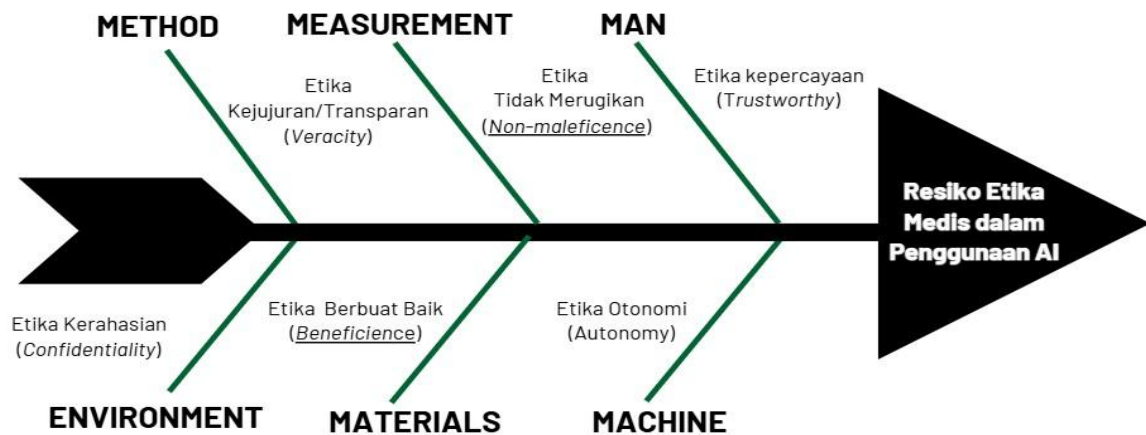 METHOD
MEASUREMENT
MAN
Etika
Kejujuran/Transparan
(Veracity)
Etika
Tidak Merugikan
(Non-maleficence)
Etika kepercayaan
(Trustworthy)
Resiko Etika
Medis dalam
Penggunaan AI
Etika Kerahasian
(Confidentiality)
Etika Berbuat Baik
(Beneficience)
Etika Otonomi
(Autonomy)
ENVIRONMENT
MATERIALS
MACHINE